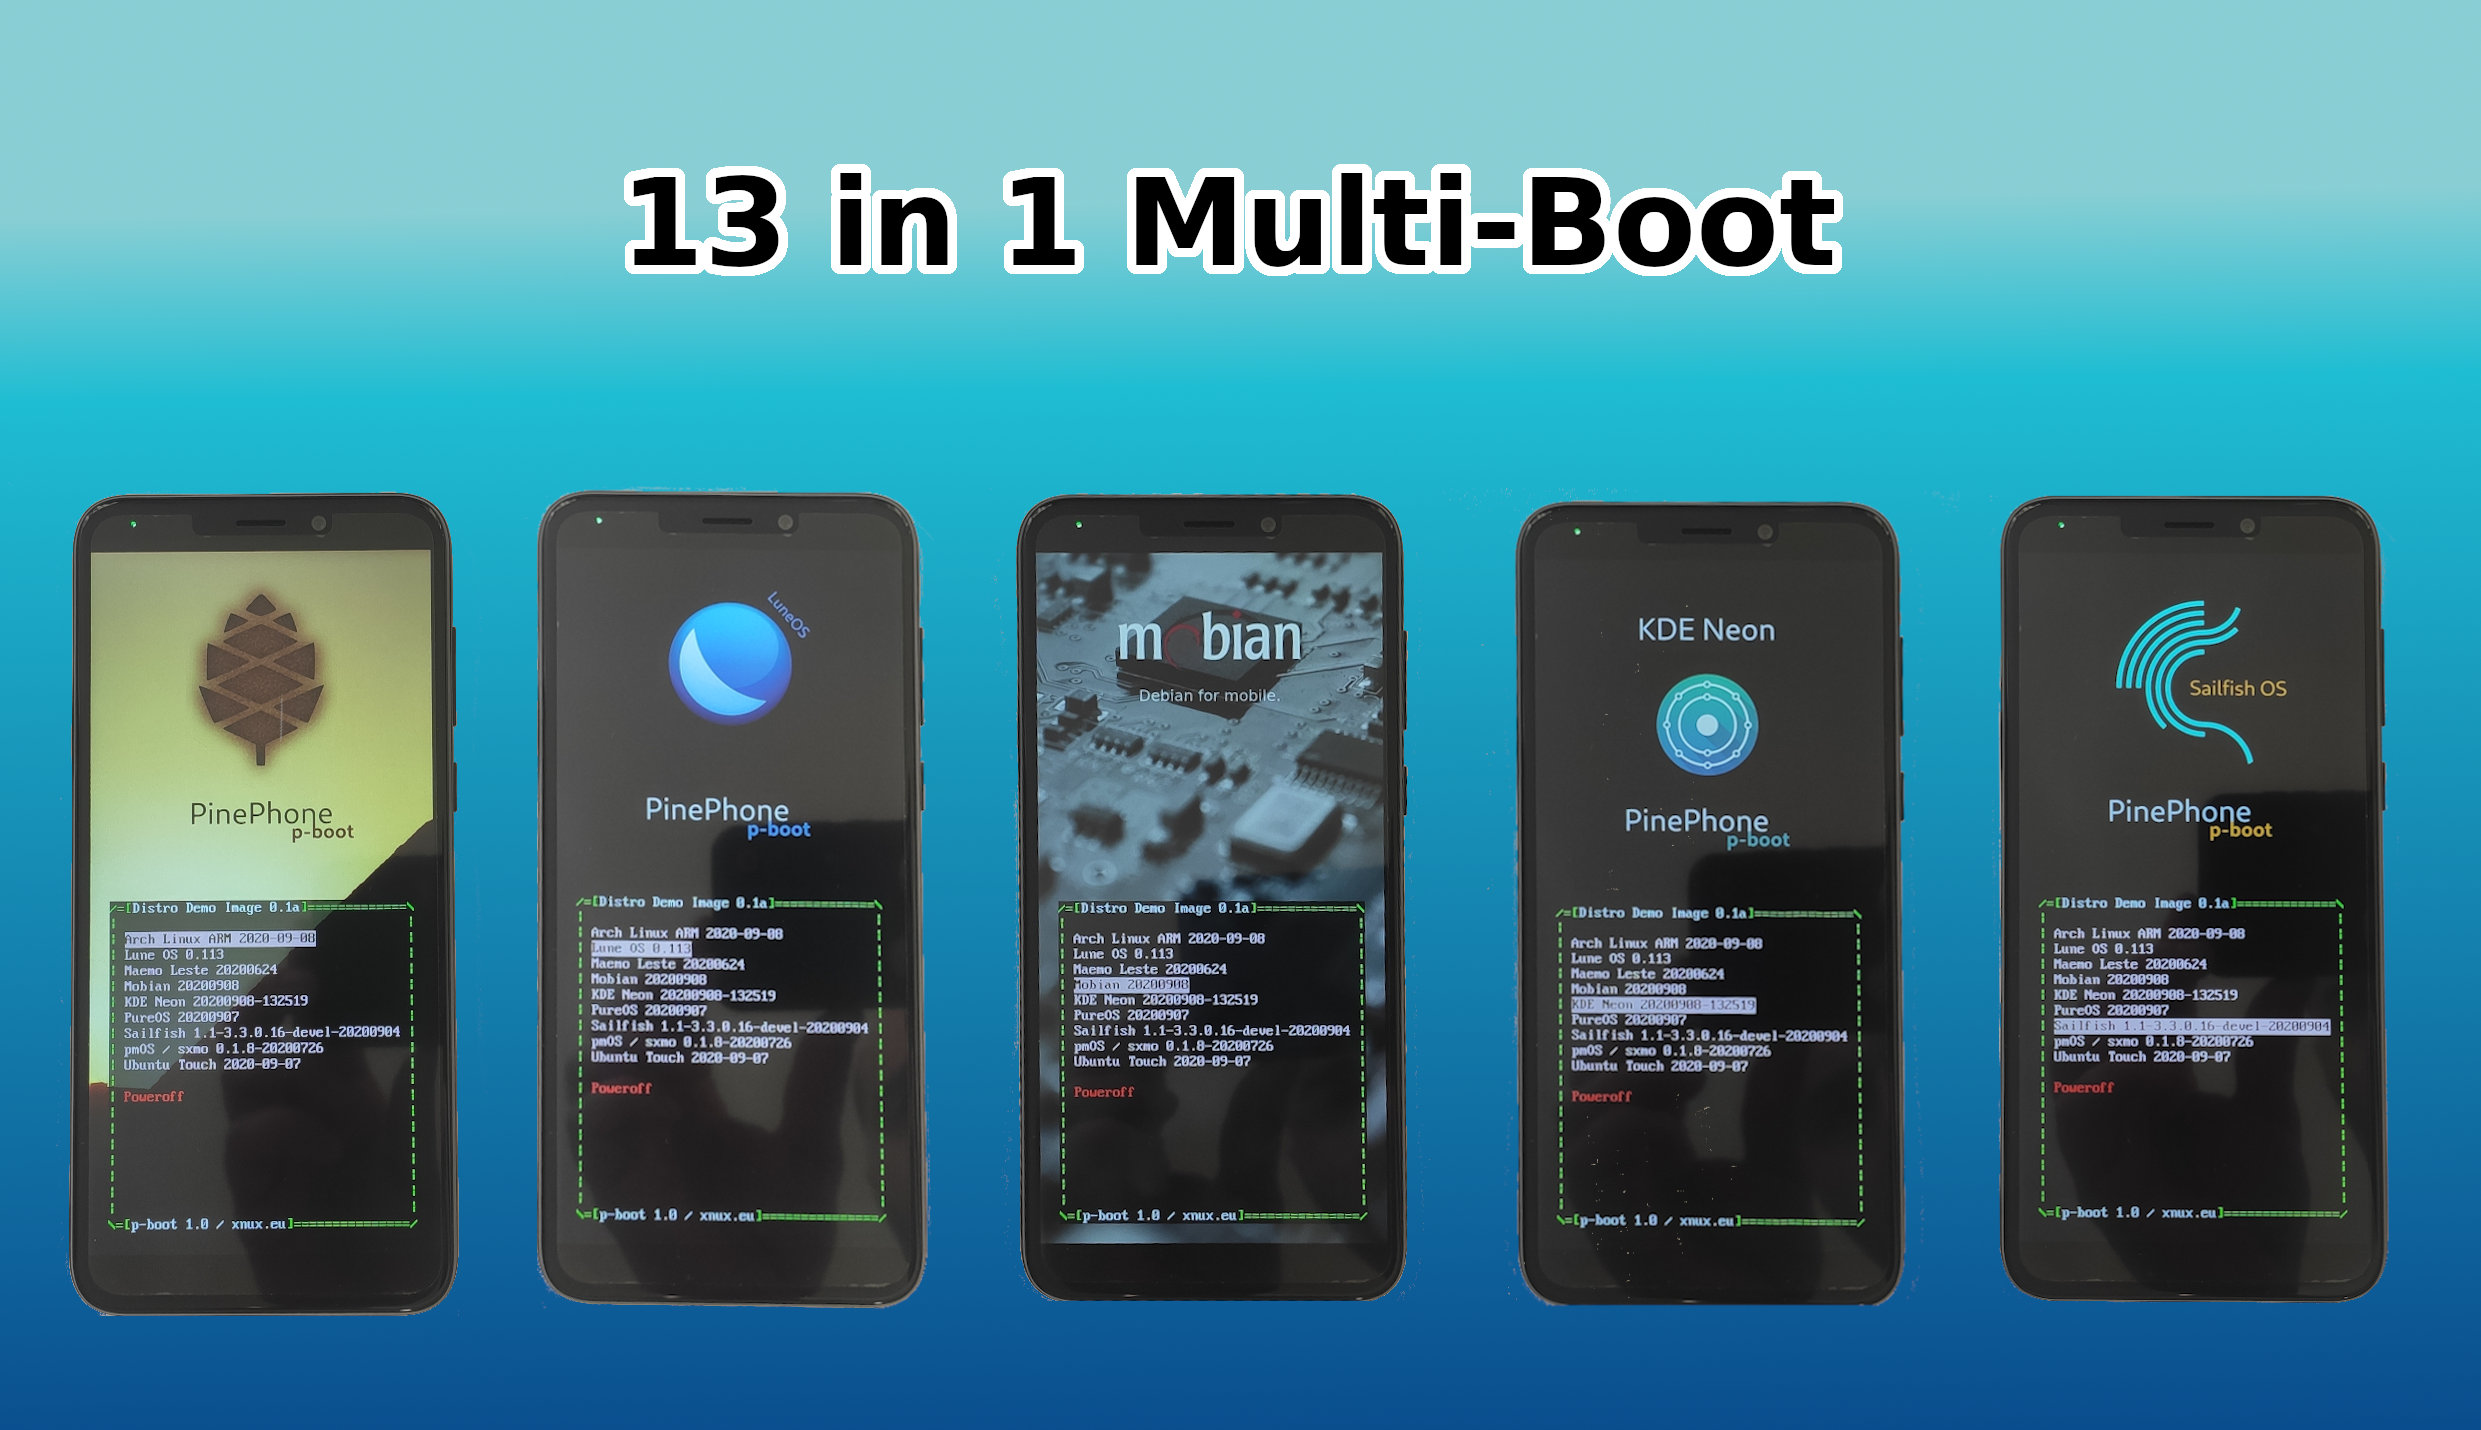 13 in 1 Multi-Boot
PinePhone
p-boot
/=[Distro Demo Image 0.1a]==============\
Arch Linux ARM 2020-09-08
Lune OS 0.113
Maemo Leste 20200624
Mobian 20200908
KDE Neon 20200908-132519
PureOS 20200907
Sailfish 1.1-3.3.0.16-devel-20200904
pmOS / sxmo 0.1.8-20200726
Ubuntu Touch 2020-09-07
Poweroff
\=[p-boot 1.0 / xnux.eu]================/
LuneOS
PinePhone
p-boot
/=[Distro Demo Image 0.1a]==============\
Arch Linux ARM 2020-09-08
Lune OS 0.113
Maemo Leste 20200624
Mobian 20200908
KDE Neon 20200908-132519
PureOS 20200907
Sailfish 1.1-3.3.0.16-devel-20200904
pmOS / sxmo 0.1.8-20200726
Ubuntu Touch 2020-09-07
Poweroff
\=[p-boot 1.0 / xnux.eu]================/
mobian
Debian for mobile.
/=[Distro Demo Image 0.1a]==============\
Arch Linux ARM 2020-09-08
Lune OS 0.113
Maemo Leste 20200624
Mobian 20200908
KDE Neon 20200908-132519
PureOS 20200907
Sailfish 1.1-3.3.0.16-devel-20200904
pmOS / sxmo 0.1.8-20200726
Ubuntu Touch 2020-09-07
Poweroff
\=[p-boot 1.0 / xnux.eu]================/
KDE Neon
PinePhone
p-boot
/=[Distro Demo Image 0.1a]==============\
Arch Linux ARM 2020-09-08
Lune OS 0.113
Maemo Leste 20200624
Mobian 20200908
KDE Neon 20200908-132519
PureOS 20200907
Sailfish 1.1-3.3.0.16-devel-20200904
pmOS / sxmo 0.1.8-20200726
Ubuntu Touch 2020-09-07
Poweroff
\=[p-boot 1.0 / xnux.eu]================/
Sailfish OS
PinePhone
p-boot
/=[Distro Demo Image 0.1a]==============\
Arch Linux ARM 2020-09-08
Lune OS 0.113
Maemo Leste 20200624
Mobian 20200908
KDE Neon 20200908-132519
PureOS 20200907
Sailfish 1.1-3.3.0.16-devel-20200904
pmOS / sxmo 0.1.8-20200726
Ubuntu Touch 2020-09-07
Poweroff
\=[p-boot 1.0 / xnux.eu]================/